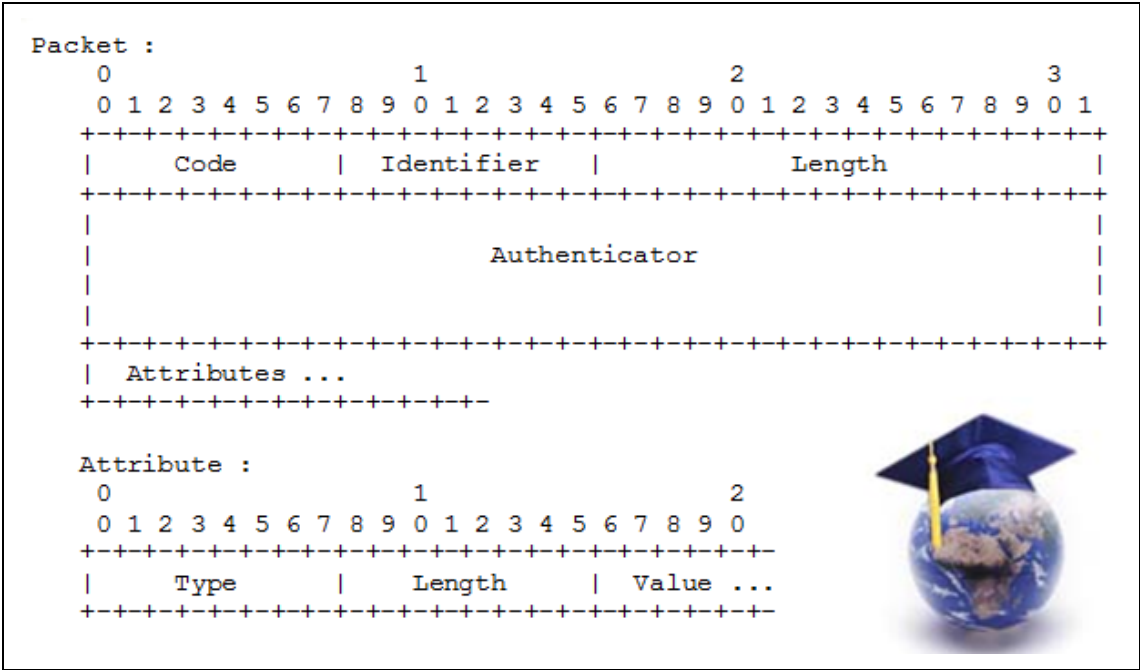 Packet :
0 1 2 3
0 1 2 3 4 5 6 7 8 9 0 1 2 3 4 5 6 7 8 9 0 1 2 3 4 5 6 7 8 9 0 1
+-+-+-+-+-+-+-+-+-+-+-+-+-+-+-+-+-+-+-+-+-+-+-+-+-+-+-+-+-+-+-+-+
| Code | Identifier | Length |
+-+-+-+-+-+-+-+-+-+-+-+-+-+-+-+-+-+-+-+-+-+-+-+-+-+-+-+-+-+-+-+-+
| |
| Authenticator |
| |
| |
+-+-+-+-+-+-+-+-+-+-+-+-+-+-+-+-+-+-+-+-+-+-+-+-+-+-+-+-+-+-+-+-+
| Attributes ...
+-+-+-+-+-+-+-+-+-+-+-+-+-
Attribute :
0 1 2
0 1 2 3 4 5 6 7 8 9 0 1 2 3 4 5 6 7 8 9 0
+-+-+-+-+-+-+-+-+-+-+-+-+-+-+-+-+-+-+-+-+-+-
| Type | Length | Value ...
+-+-+-+-+-+-+-+-+-+-+-+-+-+-+-+-+-+-+-+-+-+-